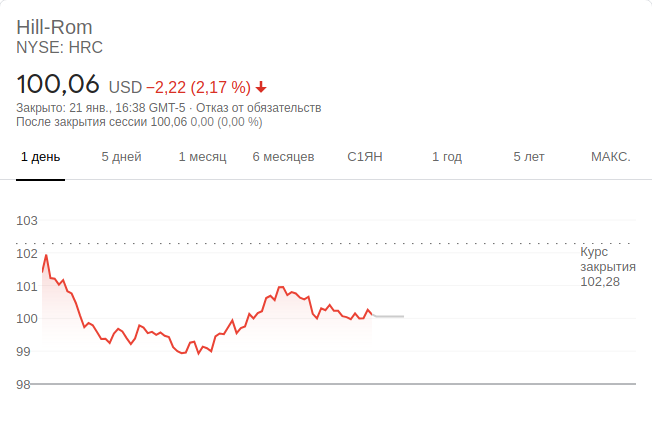 Hill-Rom
NYSE: HRC
100,06 USD −2,22 (2,17 %)
Закрыто: 21 янв., 16:38 GMT-5 · Отказ от обязательств
После закрытия сессии 100,06 0,00 (0,00 %)
1 день 5 дней 1 месяц 6 месяцев С1ЯН 1 год 5 лет МАКС.
103
102
101
100
99
98
Курс
закрытия
102,28